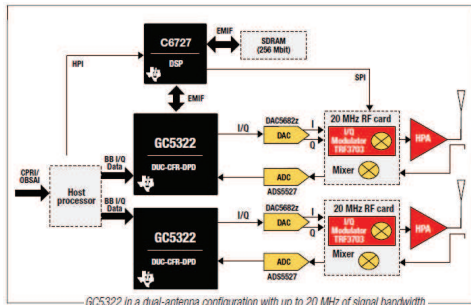 C6727
DSP
EMIF
SDRAM
(256 Mbit)
HPI
SPI
EMIF
GC5322
DUC-CFR-DPD
I/Q
DAC5682z
DAC
I
Q
ADC
ADS5527
20 MHz RF card
I/Q
Modulator
TRF3703
Mixer
HPA
CPRI/
OBSAI
Host
processor
BB I/Q
Data
BB I/Q
Data
GC5322
DUC-CFR-DPD
I/Q
DAC5682z
DAC
I
Q
ADC
ADS5527
20 MHz RF card
I/Q
Modulator
TRF3703
Mixer
HPA
GC5322 in a dual-antenna configuration with up to 20 MHz of signal bandwidth